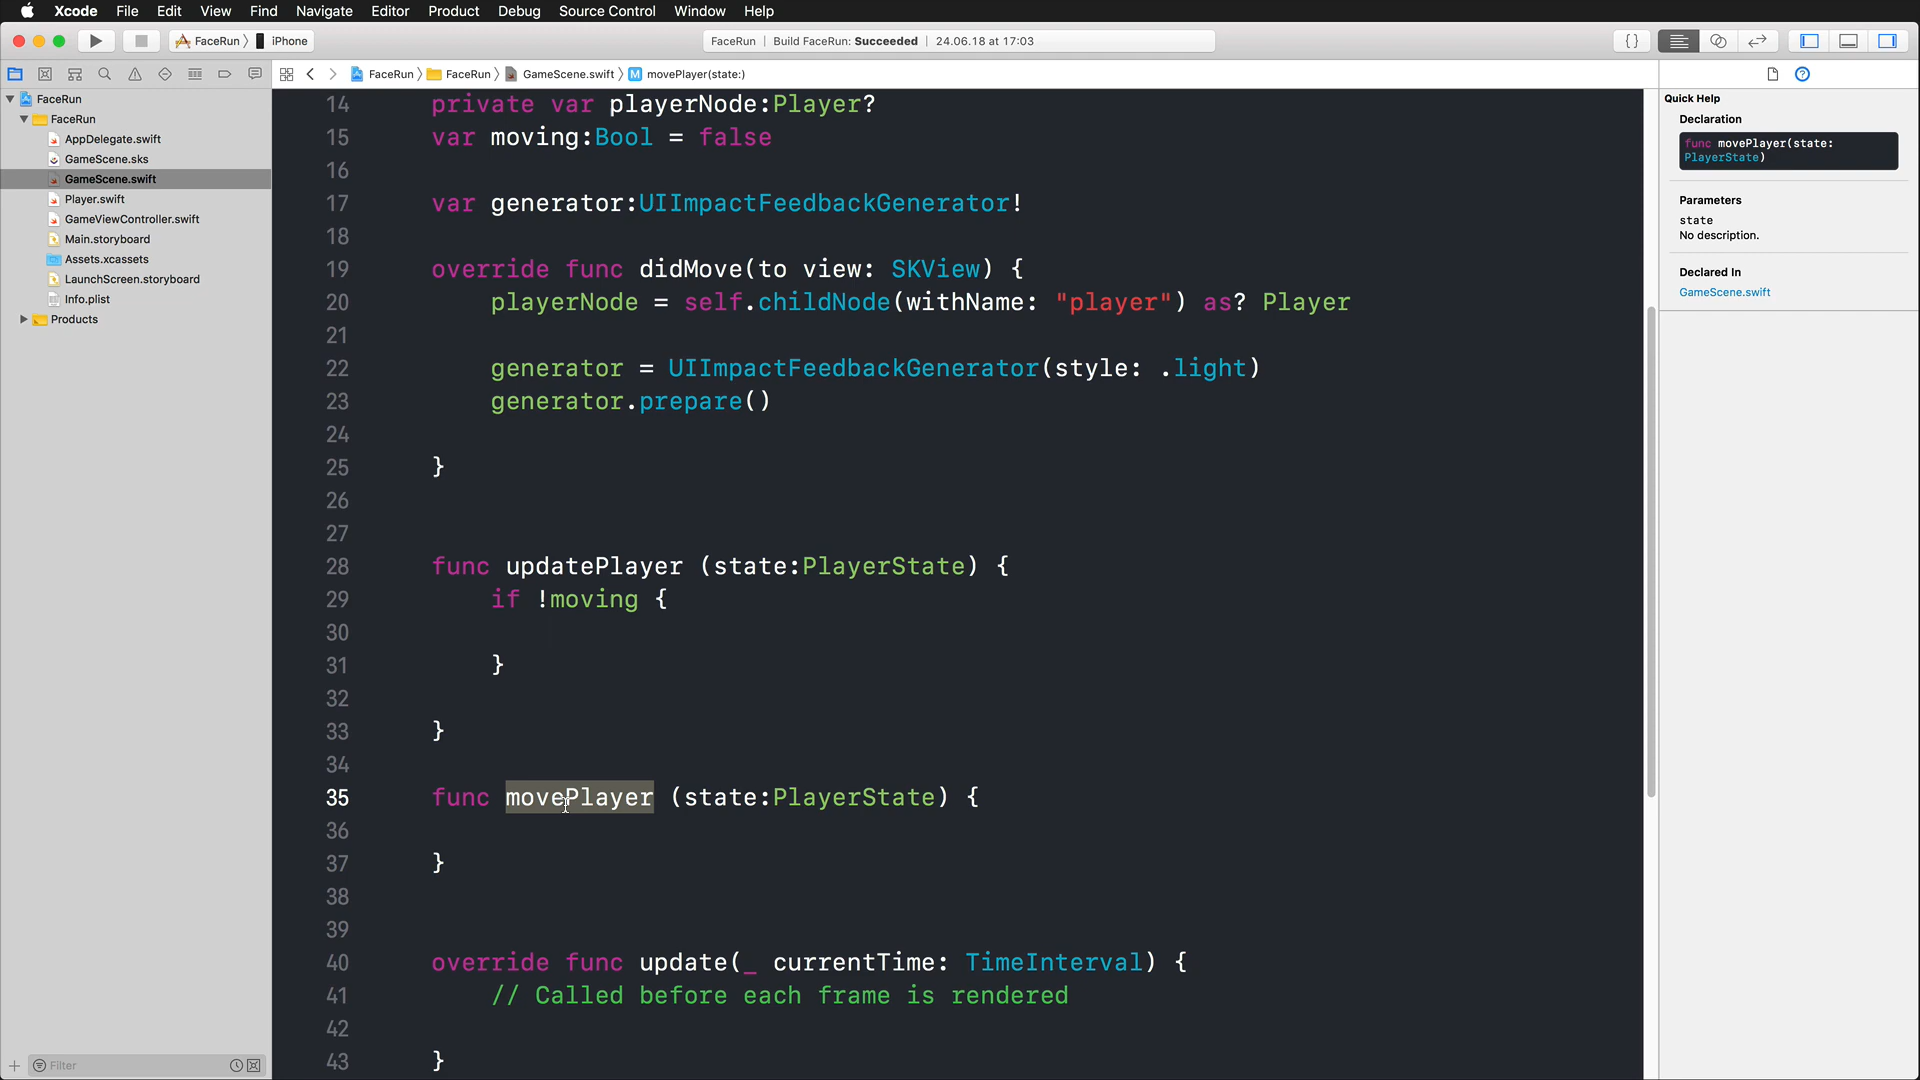 Xcode File Edit View Find Navigate Editor Product Debug Source Control Window Help
FaceRun iPhone
FaceRun | Build FaceRun: Succeeded | 24.06.18 at 17:03
FaceRun FaceRun GameScene.swift M movePlayer(state:)
FaceRun
FaceRun
AppDelegate.swift
GameScene.sks
GameScene.swift
Player.swift
GameViewController.swift
Main.storyboard
Assets.xcassets
LaunchScreen.storyboard
Info.plist
Products
Filter
14 private var playerNode:Player?
15 var moving:Bool = false
16
17 var generator:UIImpactFeedbackGenerator!
18
19 override func didMove(to view: SKView) {
20 playerNode = self.childNode(withName: "player") as? Player
21
22 generator = UIImpactFeedbackGenerator(style: .light)
23 generator.prepare()
24
25 }
26
27
28 func updatePlayer (state:PlayerState) {
29 if !moving {
30
31 }
32
33 }
34
35 func movePlayer (state:PlayerState) {
36
37 }
38
39
40 override func update(_ currentTime: TimeInterval) {
41 // Called before each frame is rendered
42
43 }
Quick Help
Declaration
func movePlayer(state:
PlayerState)
Parameters
state
No description.
Declared In
GameScene.swift